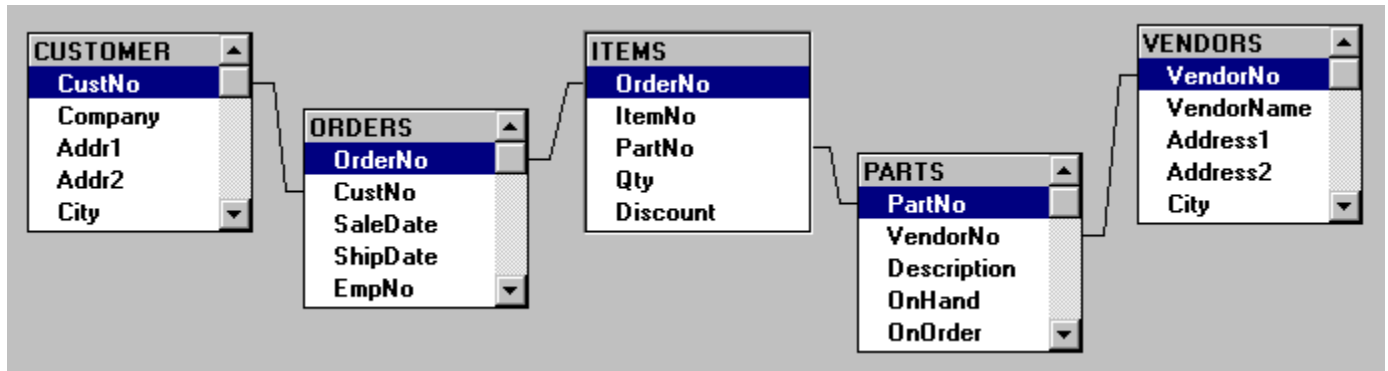 CUSTOMER
CustNo
Company
Addr1
Addr2
City
ORDERS
OrderNo
CustNo
SaleDate
ShipDate
EmpNo
ITEMS
OrderNo
ItemNo
PartNo
Qty
Discount
PARTS
PartNo
VendorNo
Description
OnHand
OnOrder
VENDORS
VendorNo
VendorName
Address1
Address2
City